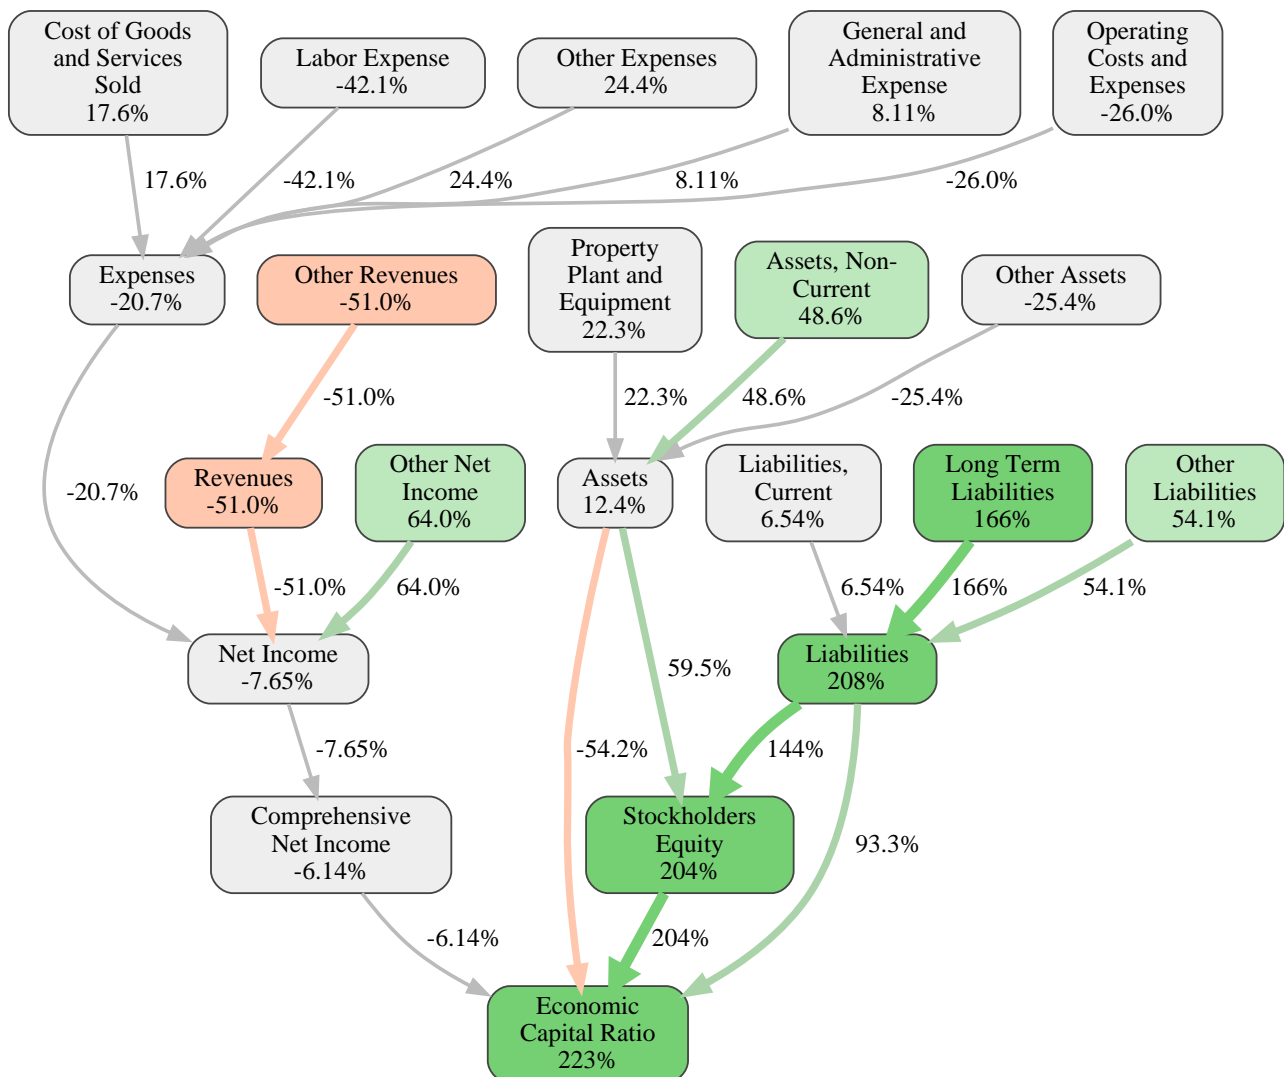 Cost of Goods
and Services
Sold
17.6%
Labor Expense
-42.1%
Other Expenses
24.4%
General and
Administrative
Expense
8.11%
Operating
Costs and
Expenses
-26.0%
17.6%
-42.1%
24.4%
8.11%
-26.0%
Expenses
-20.7%
Other Revenues
-51.0%
Property
Plant and
Equipment
22.3%
Assets, Non-
Current
48.6%
Other Assets
-25.4%
-51.0%
22.3%
48.6%
-25.4%
-20.7%
Revenues
-51.0%
Other Net
Income
64.0%
Assets
12.4%
Liabilities,
Current
6.54%
Long Term
Liabilities
166%
Other
Liabilities
54.1%
-51.0%
64.0%
6.54%
166%
54.1%
Net Income
-7.65%
59.5%
Liabilities
208%
-7.65%
-54.2%
144%
Comprehensive
Net Income
-6.14%
Stockholders
Equity
204%
93.3%
-6.14%
204%
Economic
Capital Ratio
223%